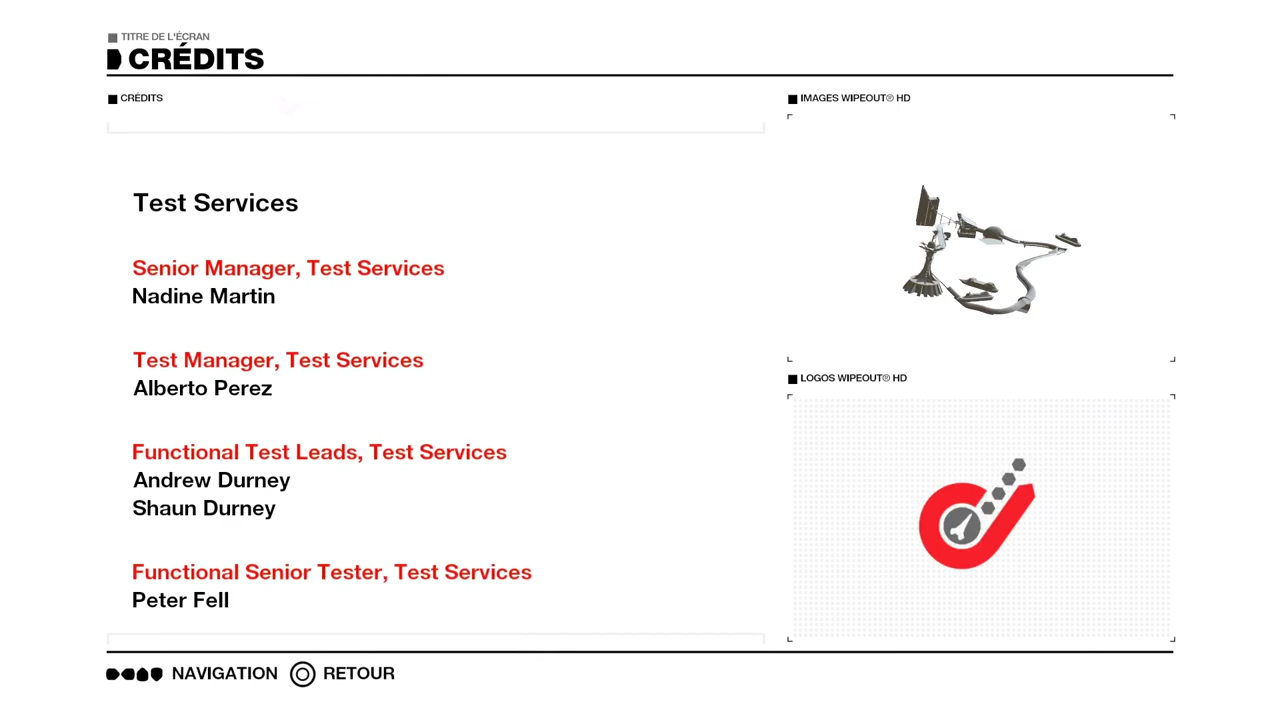 TITRE DE L'ÉCRAN
CRÉDITS
CRÉDITS
Test Services
Senior Manager, Test Services
Nadine Martin
Test Manager, Test Services
Alberto Perez
Functional Test Leads, Test Services
Andrew Durney
Shaun Durney
Functional Senior Tester, Test Services
Peter Fell
IMAGES WIPEOUT® HD
LOGOS WIPEOUT® HD
NAVIGATION RETOUR